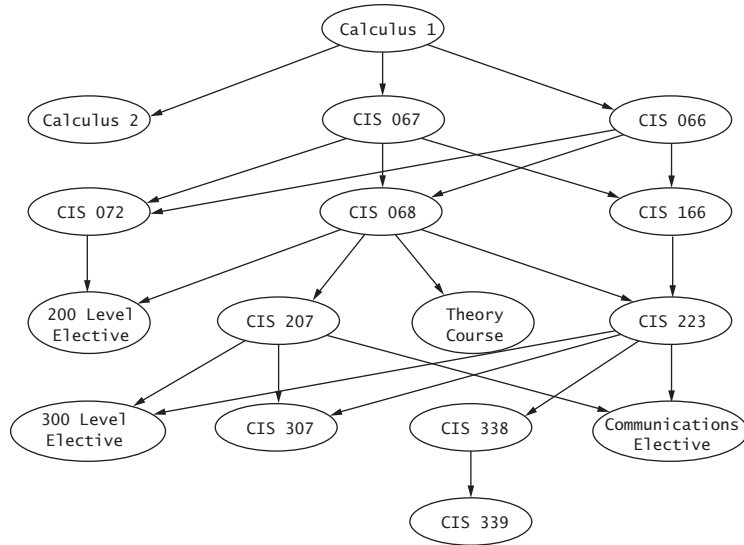 Calculus 1
Calculus 2
CIS 067
CIS 066
CIS 072
CIS 068
CIS 166
200 Level
Elective
CIS 207
Theory
Course
CIS 223
300 Level
Elective
CIS 307
CIS 338
Communications
Elective
CIS 339